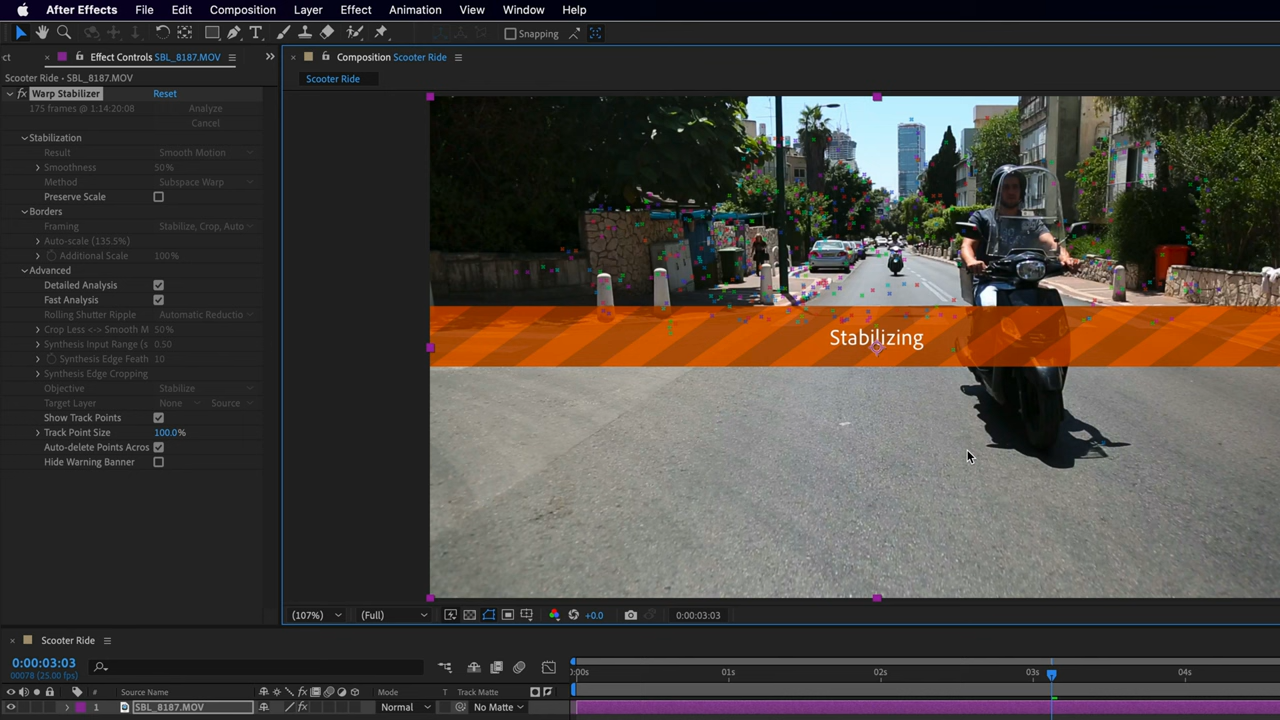 After Effects File Edit Composition Layer Effect Animation View Window Help
Snapping
ct × Effect Controls SBL_8187.MOV
× Composition Scooter Ride
Scooter Ride • SBL_8187.MOV
Scooter Ride
fx Warp Stabilizer Reset
175 frames @ 1:14:20:08 Analyze
Cancel
Stabilization
Result Smooth Motion
Smoothness 50%
Method Subspace Warp
Preserve Scale
Borders
Framing Stabilize, Crop, Auto
Auto-scale (135.5%)
Additional Scale 100%
Advanced
Detailed Analysis
Fast Analysis
Rolling Shutter Ripple Automatic Reductio
Crop Less <-> Smooth M 50%
Synthesis Input Range (s 0.50
Synthesis Edge Feath 10
Synthesis Edge Cropping
Objective Stabilize
Target Layer None Source
Show Track Points
Track Point Size 100.0%
Auto-delete Points Acros
Hide Warning Banner
Stabilizing
(107%) (Full) +0.0 0:00:03:03
× Scooter Ride
0:00:03:03
00078 (25.00 fps)
:00s 01s 02s 03s 04s
# Source Name fx Mode T Track Matte
1 SBL_8187.MOV fx Normal No Matte